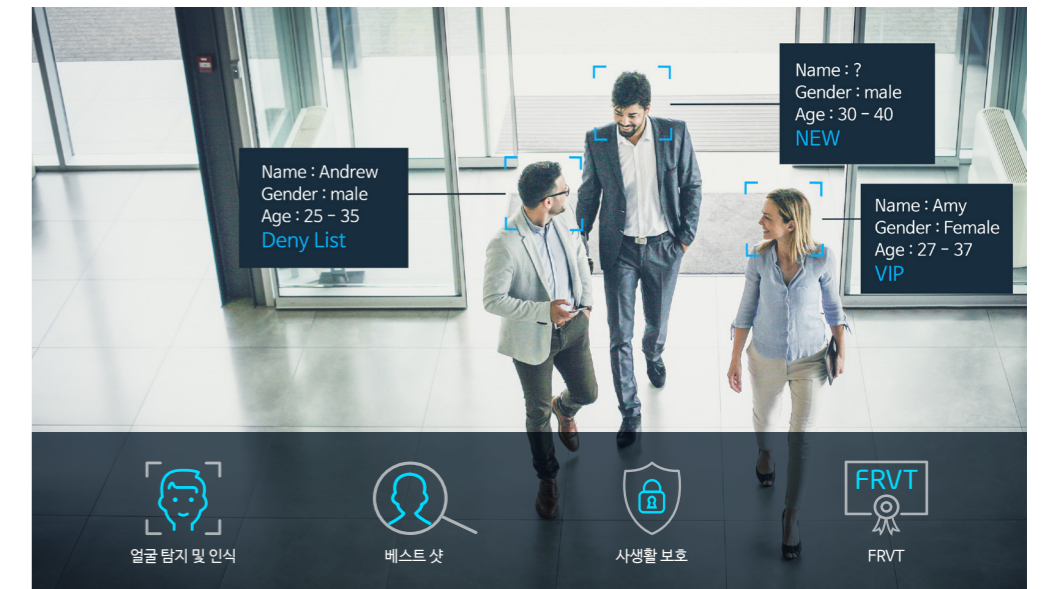 Name : ?
Gender : male
Age : 30 - 40
NEW
Name : Andrew
Gender : male
Age : 25 - 35
Deny List
Name : Amy
Gender : Female
Age : 27 - 37
VIP
FRVT
얼굴 탐지 및 인식
베스트 샷
사생활 보호
FRVT